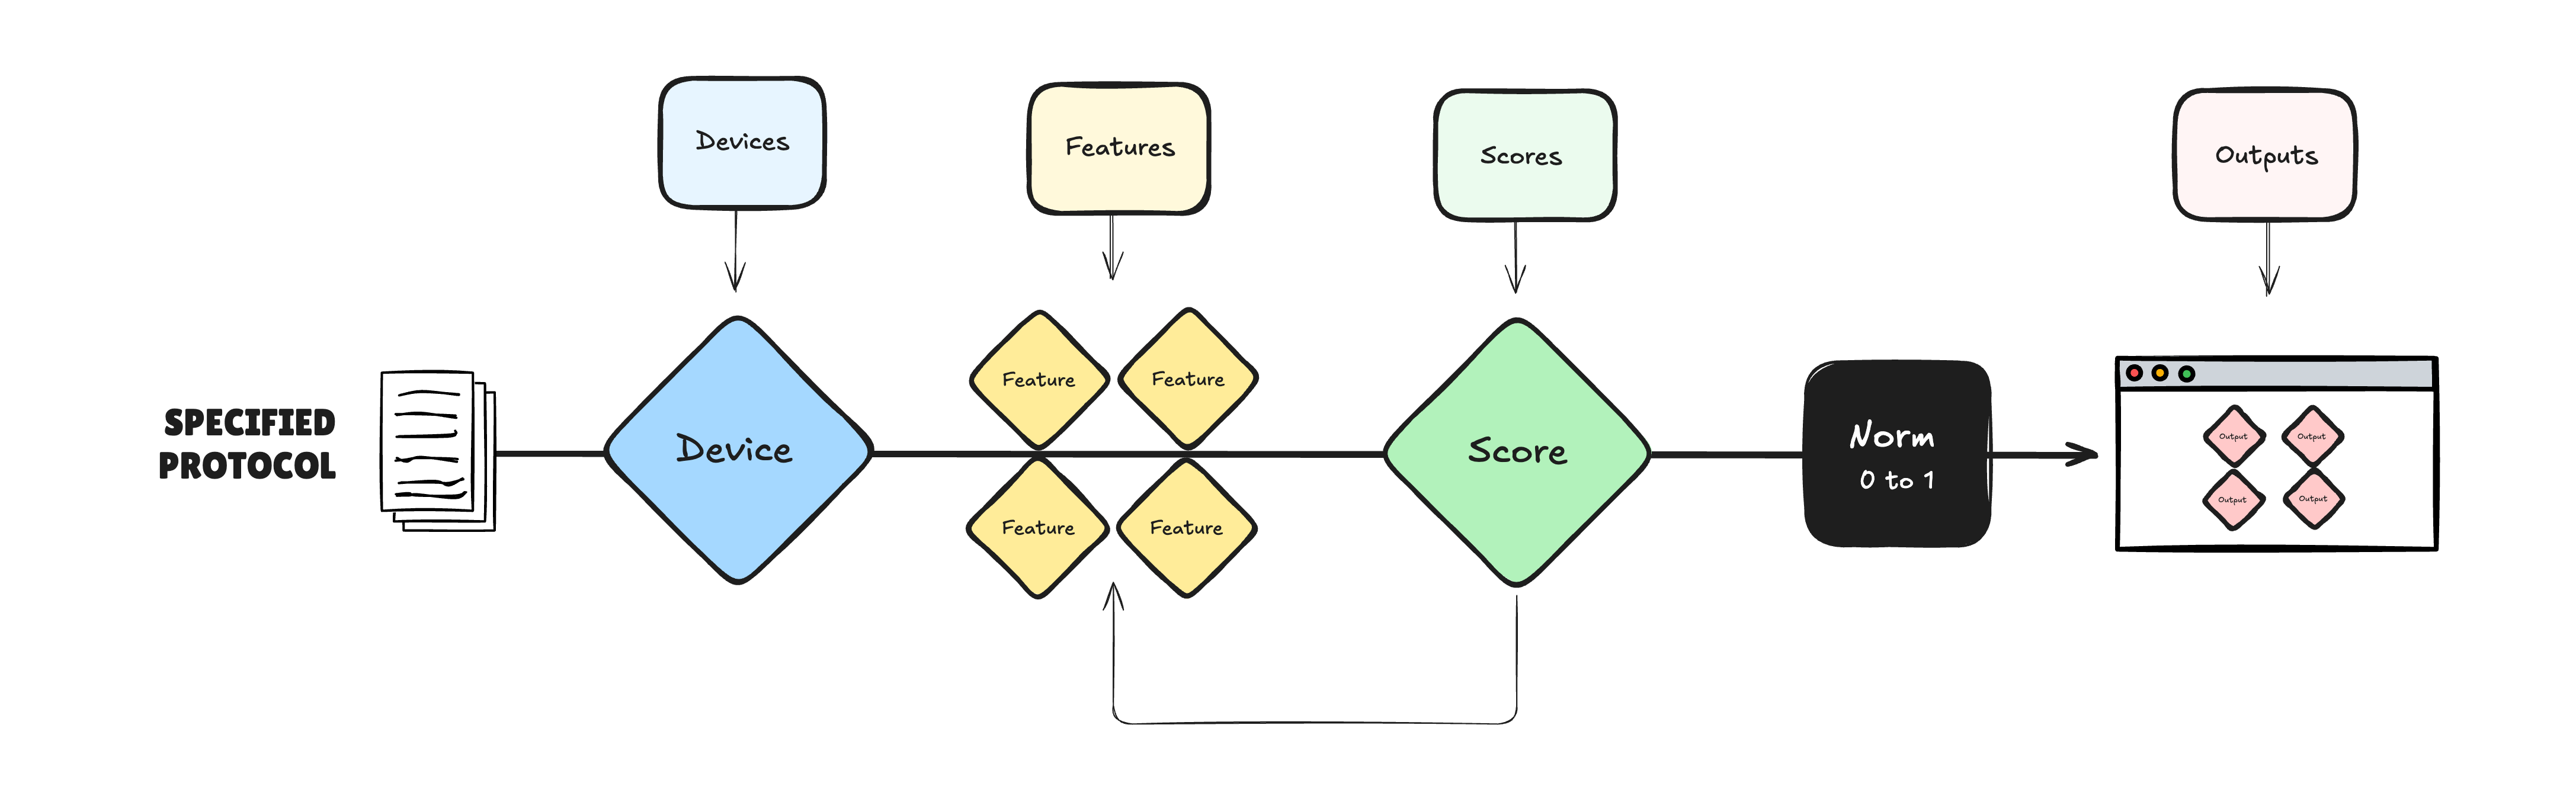 Devices
Features
Scores
Outputs
SPECIFIED
PROTOCOL
Device
Feature
Feature
Feature
Feature
Score
Norm
0 to 1
Output
Output
Output
Output